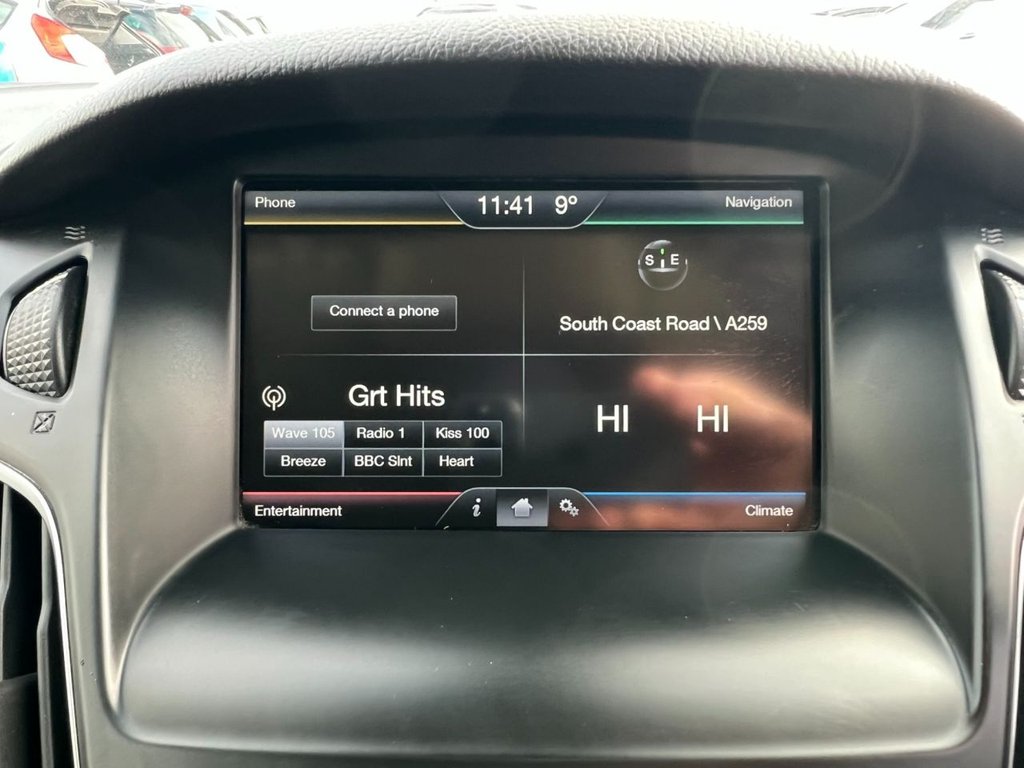 Phone
11:41 9°
Navigation
S E
Connect a phone
South Coast Road \ A259
Grt Hits
HI HI
Wave 105 Radio 1 Kiss 100
Breeze BBC Slnt Heart
Entertainment
i
Climate